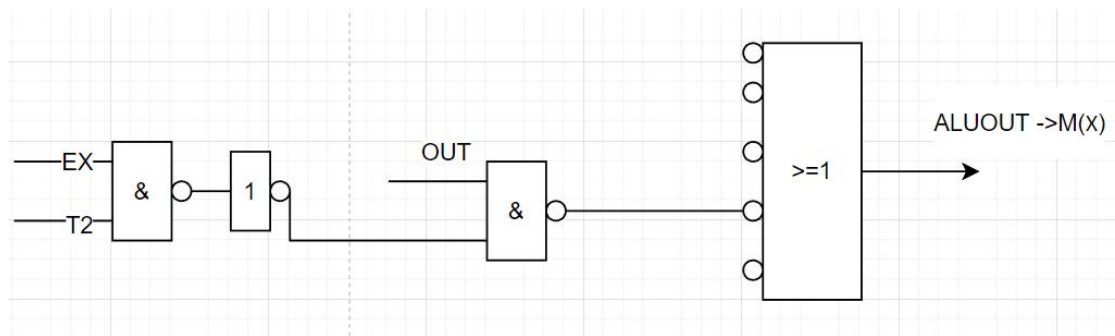 EX
T2
&
1
OUT
&
>=1
ALUOUT ->M(X)